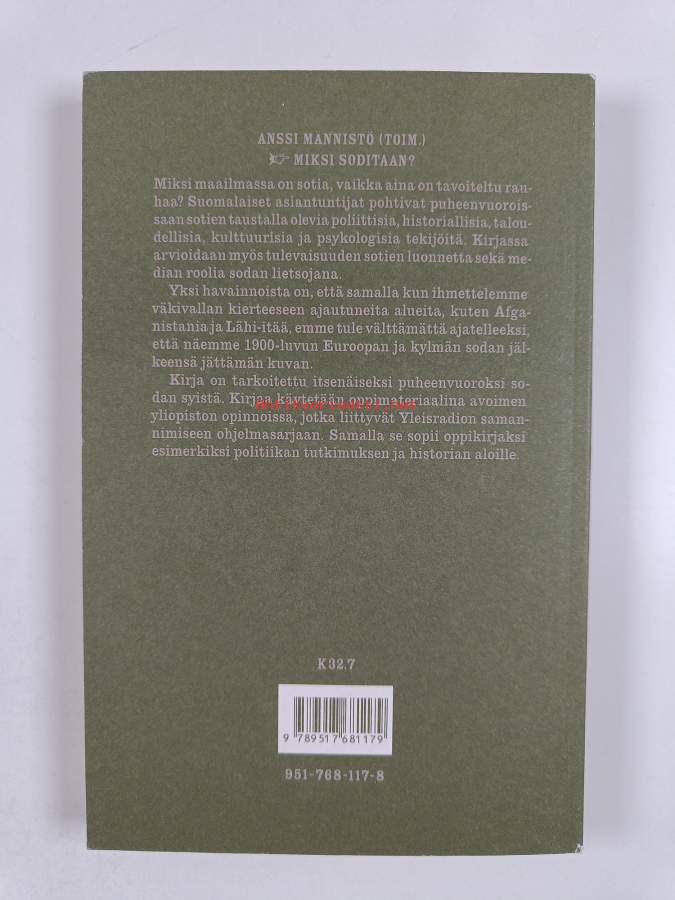 ANSSI MÄNNISTÖ (TOIM.)
☞ MIKSI SODITAAN?
Miksi maailmassa on sotia, vaikka aina on tavoiteltu rau-
haa? Suomalaiset asiantuntijat pohtivat puheenvuorois-
saan sotien taustalla olevia poliittisia, historiallisia, talou-
dellisia, kulttuurisia ja psykologisia tekijöitä. Kirjassa
arvioidaan myös tulevaisuuden sotien luonnetta sekä me-
dian roolia sodan lietsojana.
Yksi havainnoista on, että samalla kun ihmettelemme
väkivallan kierteeseen ajautuneita alueita, kuten Afga-
nistania ja Lähi-itää, emme tule välttämättä ajatelleeksi,
että näemme 1900-luvun Euroopan ja kylmän sodan jäl-
keensä jättämän kuvan.
Kirja on tarkoitettu itsenäiseksi puheenvuoroksi so-
dan syistä. Kirjaa käytetään oppimateriaalina avoimen
yliopiston opinnoissa, jotka liittyvät Yleisradion saman-
nimiseen ohjelmasarjaan. Samalla se sopii oppikirjaksi
esimerkiksi politiikan tutkimuksen ja historian aloille.
K 32.7
9 789517 681179
951-768-117-8